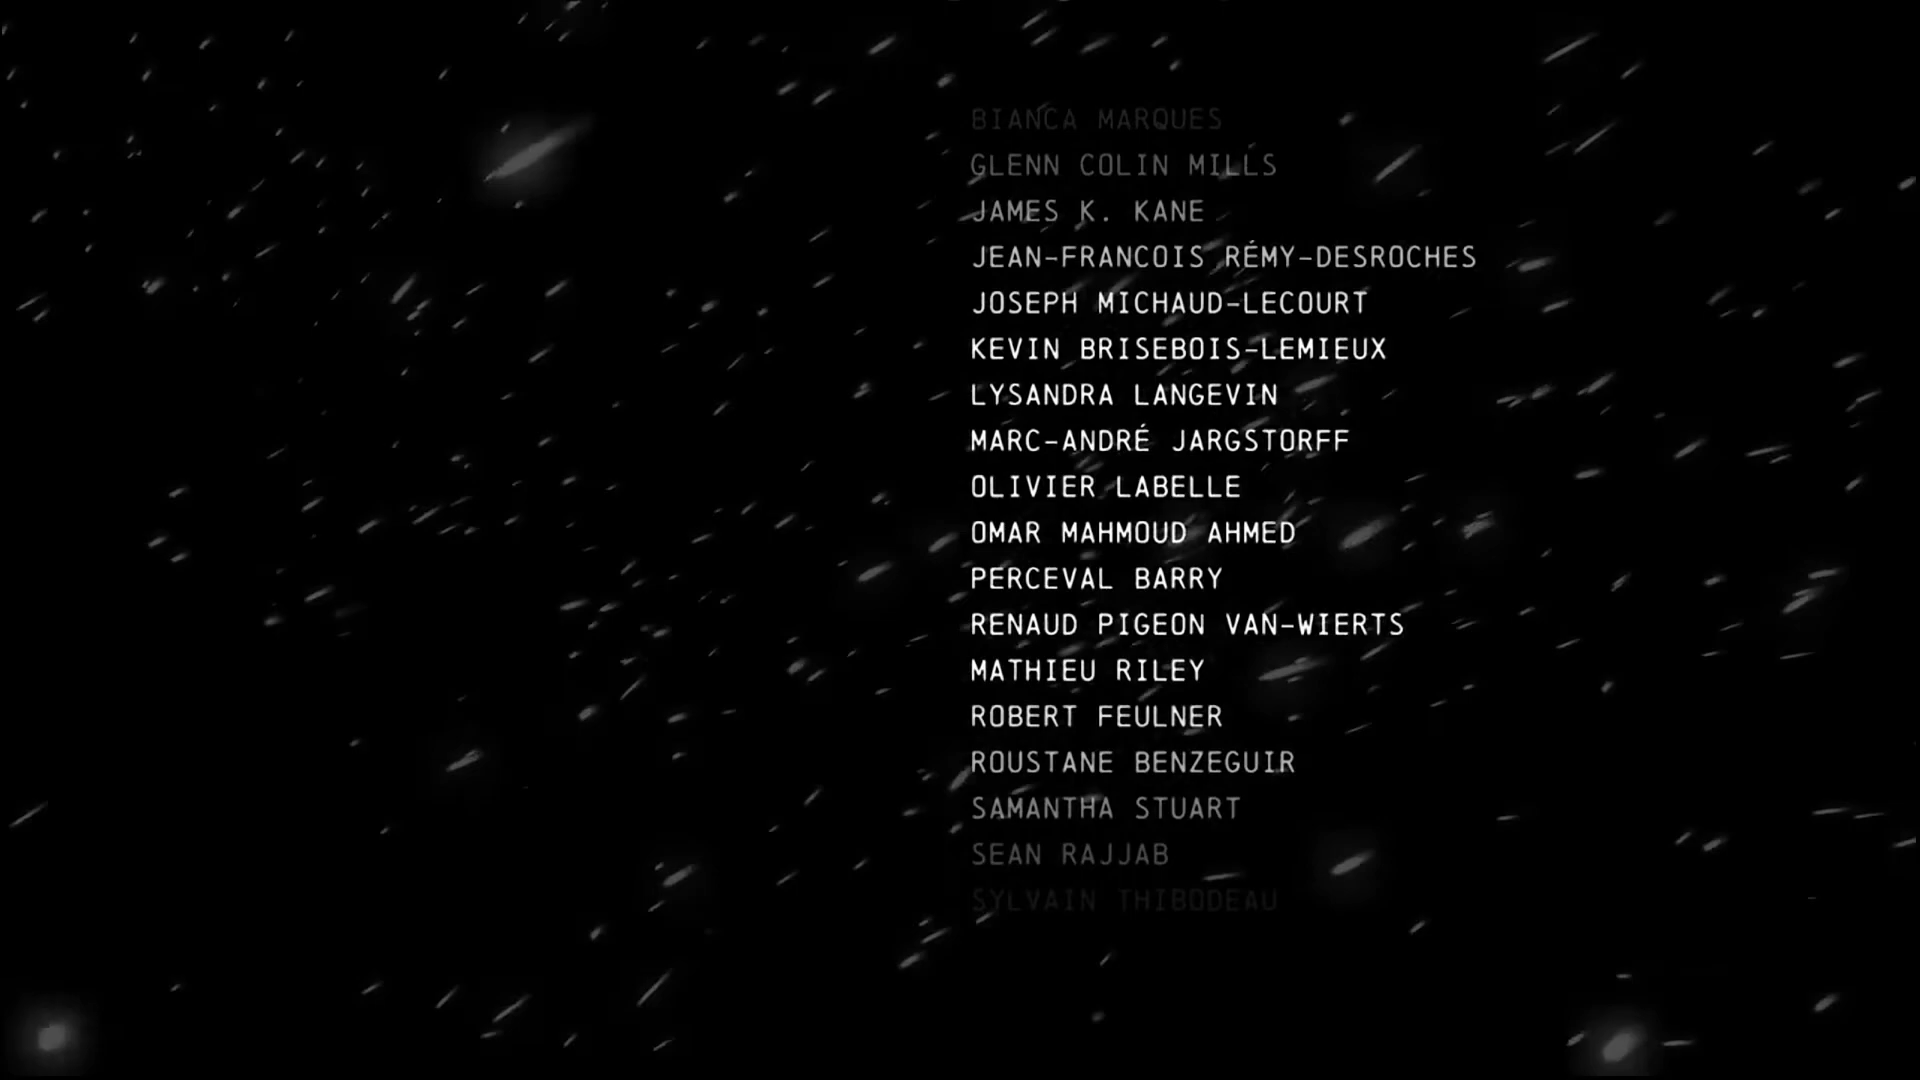 BIANCA MARQUES
GLENN COLIN MILLS
JAMES K. KANE
JEAN-FRANCOIS RÉMY-DESROCHES
JOSEPH MICHAUD-LECOURT
KEVIN BRISEBOIS-LEMIEUX
LYSANDRA LANGEVIN
MARC-ANDRÉ JARGSTORFF
OLIVIER LABELLE
OMAR MAHMOUD AHMED
PERCEVAL BARRY
RENAUD PIGEON VAN-WIERTS
MATHIEU RILEY
ROBERT FEULNER
ROUSTANE BENZEGUIR
SAMANTHA STUART
SEAN RAJJAB
SYLVAIN THIBODEAU